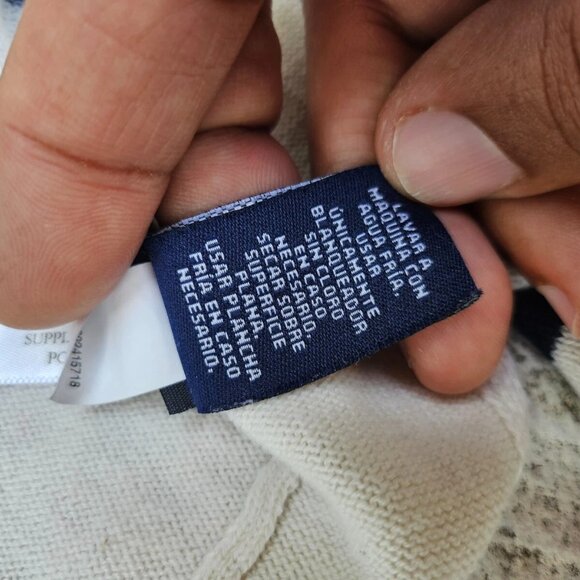 LAVAR A
MAQUINA CON
AGUA FRÍA.
USAR
ÚNICAMENTE
BLANQUEADOR
SIN CLORO
EN CASO
NECESARIO.
SECAR SOBRE
SUPERFICIE
PLANA.
USAR PLANCHA
FRÍA EN CASO
NECESARIO.
SUPPL
PO